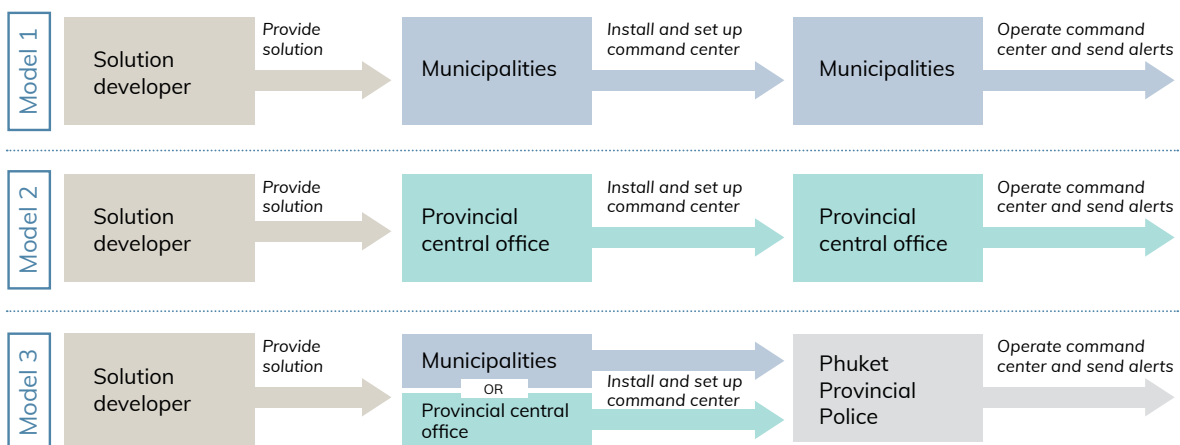 Model 1
Solution
developer
Provide
solution
Municipalities
Install and set up
command center
Municipalities
Operate command
center and send alerts
Model 2
Solution
developer
Provide
solution
Provincial
central office
Install and set up
command center
Provincial
central office
Operate command
center and send alerts
Model 3
Solution
developer
Provide
solution
Municipalities
OR
Provincial central
office
Install and set up
command center
Phuket
Provincial
Police
Operate command
center and send alerts